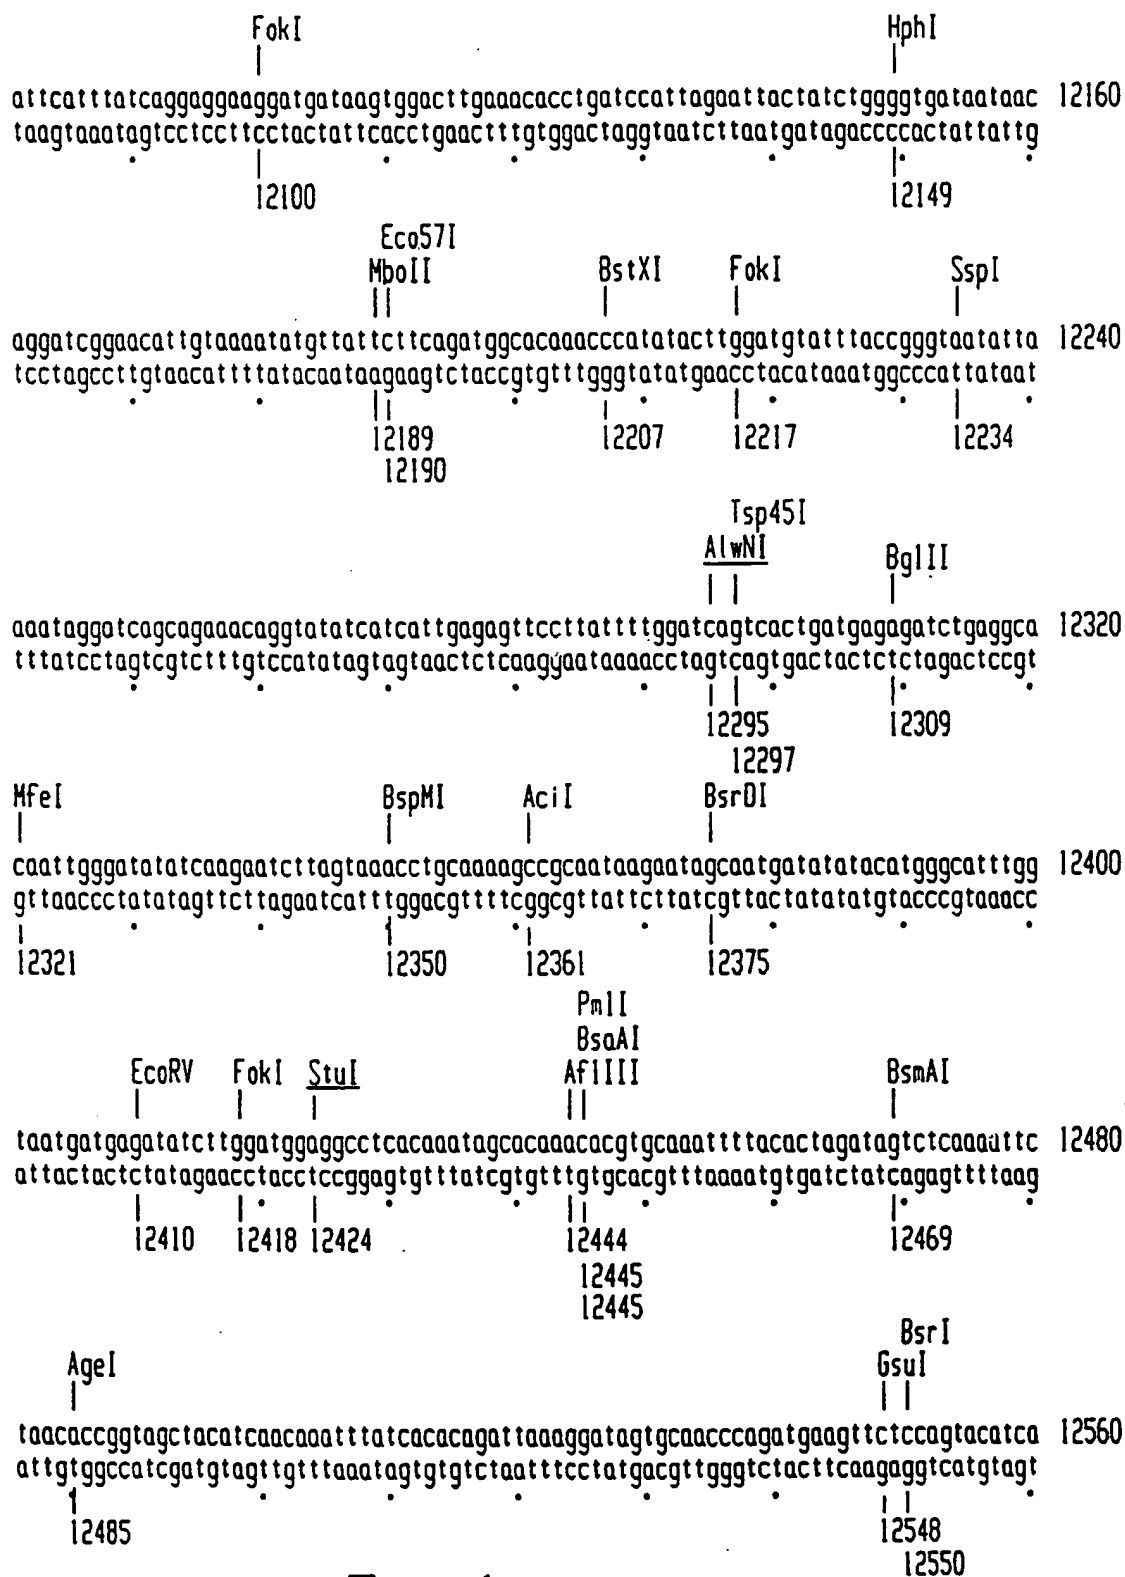 FokI HphI
attcatttatcaggaggaaggatgataagtggacttgaaacacctgatccattagaattactatctggggtgataataac 12160
taagtaaatagtcctccttcctactattcacctgaactttgtggactaggtaatcttaatgatagaccccactattattg
12100 12149
Eco57I
MboII BstXI FokI SspI
aggatcggaacattgtaaaatatgttattcttcagatggcacaaacccatatacttggatgtatttaccgggtaatatta 12240
tcctagccttgtaacattttatacaataagaagtctaccgtgtttgggtatatgaacctacataaatggcccattataat
12189 12207 12217 12234
12190
Tsp45I
AlwNI BglII
aaataggatcagcagaaacaggtatatcatcattgagagttccttattttggatcagtcactgatgagagatctgaggca 12320
tttatcctagtcgtctttgtccatatagtagtaactctcaaggaataaaacctagtcagtgactactctctagactccgt
12295 12309
12297
MfeI BspMI AciI BsrDI
caattgggatatatcaagaatcttagtaaacctgcaaaagccgcaataagaatagcaatgatatatacatgggcatttgg 12400
gttaaccctatatagttcttagaatcatttggacgttttcggcgttattcttatcgttactatatatgtacccgtaaacc
12321 12350 12361 12375
PmlI
BsaAI
EcoRV FokI StuI AflIII BsmAI
taatgatgagatatcttggatggaggcctcacaaatagcacaaacacgtgcaaattttacactagatagtctcaaaattc 12480
attactactctatagaacctacctccggagtgtttatcgtgtttgtgcacgtttaaaatgtgatctatcagagttttaag
12410 12418 12424 12444 12469
12445
12445
BsrI
AgeI GsuI
taacaccggtagctacatcaacaaatttatcacacagattaaaggatagtgcaacccagatgaagttctccagtacatca 12560
attgtggccatcgatgtagttgtttaaatagtgtgtctaatttcctatgacgttgggtctacttcaagaggtcatgtagt
12485 12548
12550